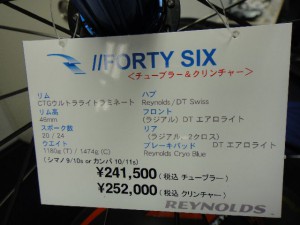 //FORTY SIX
<チューブラー&クリンチャー>
リム
CTGウルトラライトラミネート
リム高
46mm
スポーク数
20 / 24
ウエイト
1180g (T) / 1474g (C)
(シマノ 9/10s or カンパ 10/11s)
ハブ
Reynolds / DT Swiss
フロント
(ラジアル) DT エアロライト
リア
(ラジアル、2クロス)
DT エアロライト
ブレーキパッド
Reynolds Cryo Blue
¥241,500 (税込 チューブラー)
¥252,000 (税込 クリンチャー)
REYNOLDS